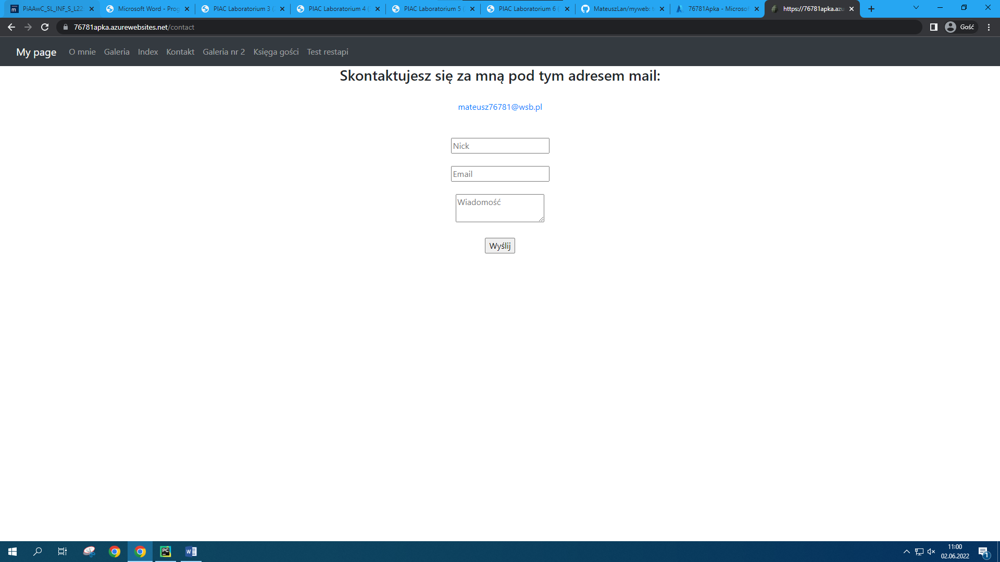 PiAAwC_SL_INF_S_L22
Microsoft Word - Prog
PIAC Laboratorium 3 (
PIAC Laboratorium 4 (
PIAC Laboratorium 5 (
PIAC Laboratorium 6 (
MateuszLan/myweb: t
76781Apka - Microsof
https://76781apka.azu
76781apka.azurewebsites.net/contact
Gość
My page O mnie Galeria Index Kontakt Galeria nr 2 Księga gości Test restapi
Skontaktujesz się za mną pod tym adresem mail:
mateusz76781@wsb.pl
Nick
Email
Wiadomość
Wyślij
11:00
02.06.2022
1